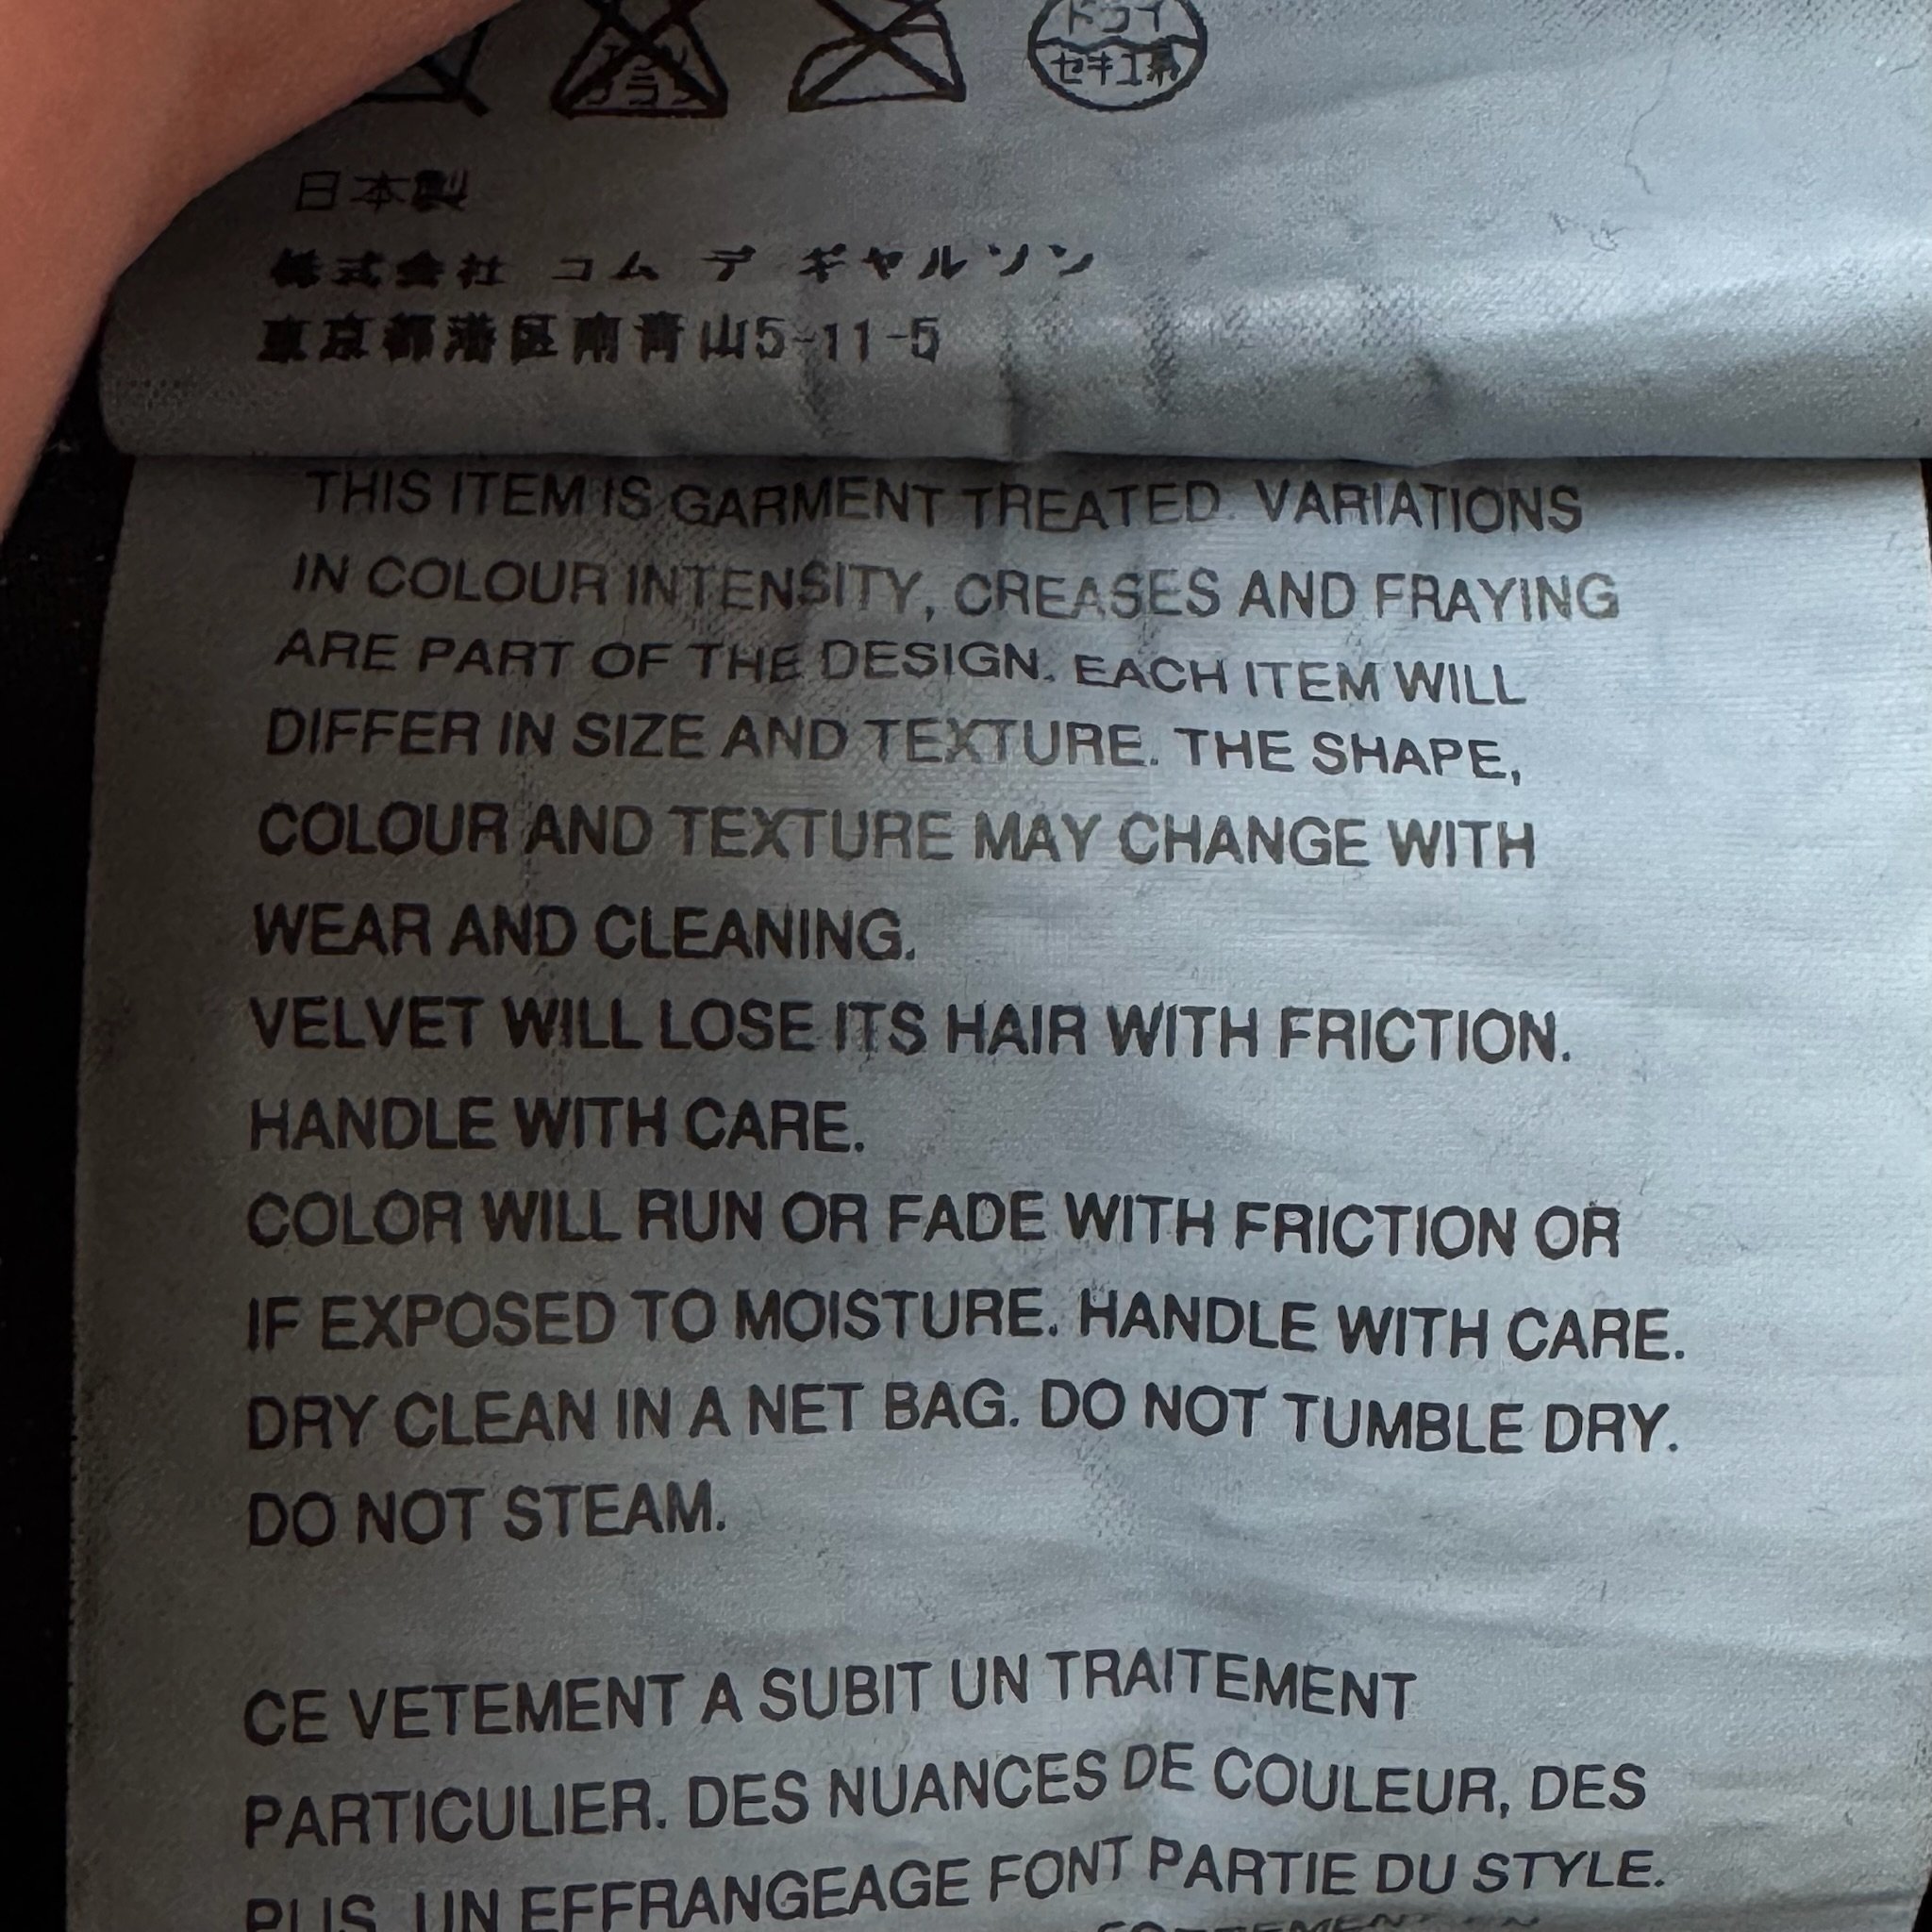 ドライ
セキユ系
日本製
株式会社 コム デ ギャルソン
東京都港区南青山5-11-5
THIS ITEM IS GARMENT TREATED. VARIATIONS
IN COLOUR INTENSITY, CREASES AND FRAYING
ARE PART OF THE DESIGN. EACH ITEM WILL
DIFFER IN SIZE AND TEXTURE. THE SHAPE,
COLOUR AND TEXTURE MAY CHANGE WITH
WEAR AND CLEANING.
VELVET WILL LOSE ITS HAIR WITH FRICTION.
HANDLE WITH CARE.
COLOR WILL RUN OR FADE WITH FRICTION OR
IF EXPOSED TO MOISTURE. HANDLE WITH CARE.
DRY CLEAN IN A NET BAG. DO NOT TUMBLE DRY.
DO NOT STEAM.
CE VETEMENT A SUBIT UN TRAITEMENT
PARTICULIER. DES NUANCES DE COULEUR, DES
PLIS, UN EFFRANGEAGE FONT PARTIE DU STYLE.